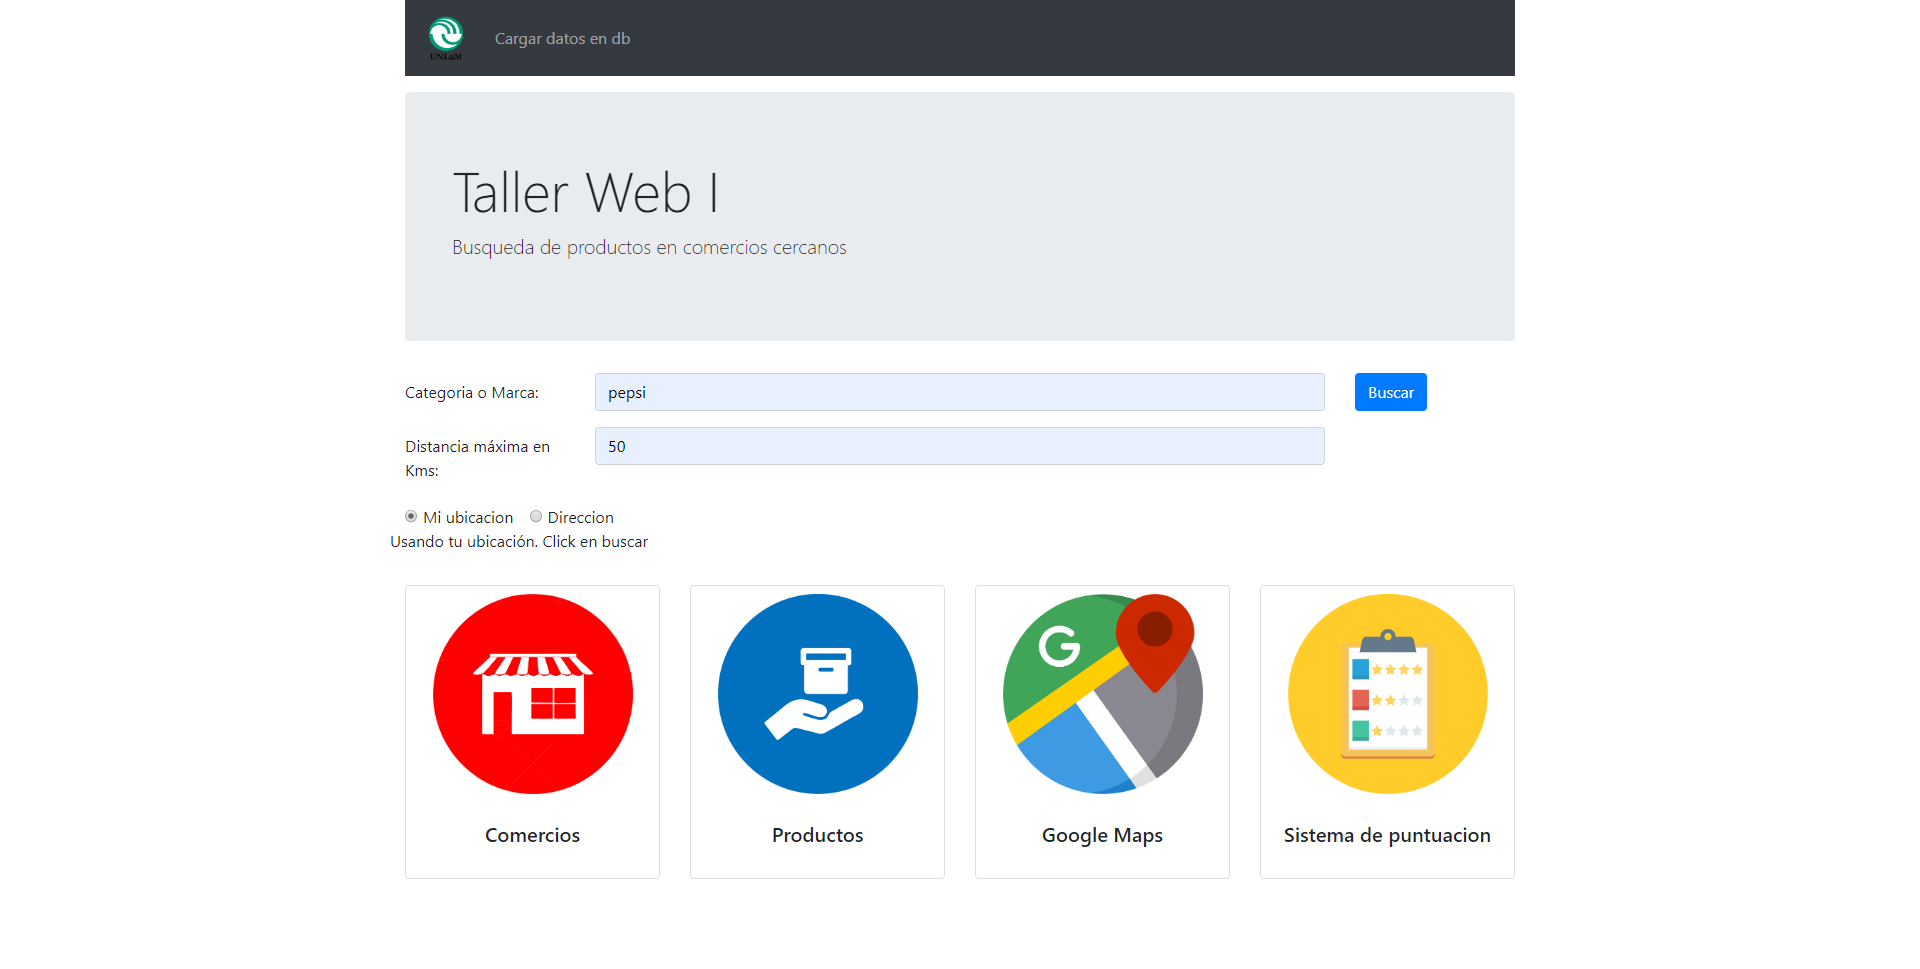 UNLaM
Cargar datos en db
Taller Web I
Busqueda de productos en comercios cercanos
Categoria o Marca:
pepsi
Buscar
Distancia máxima en
Kms:
50
Mi ubicacion
Direccion
Usando tu ubicación. Click en buscar
G
Comercios
Productos
Google Maps
Sistema de puntuacion